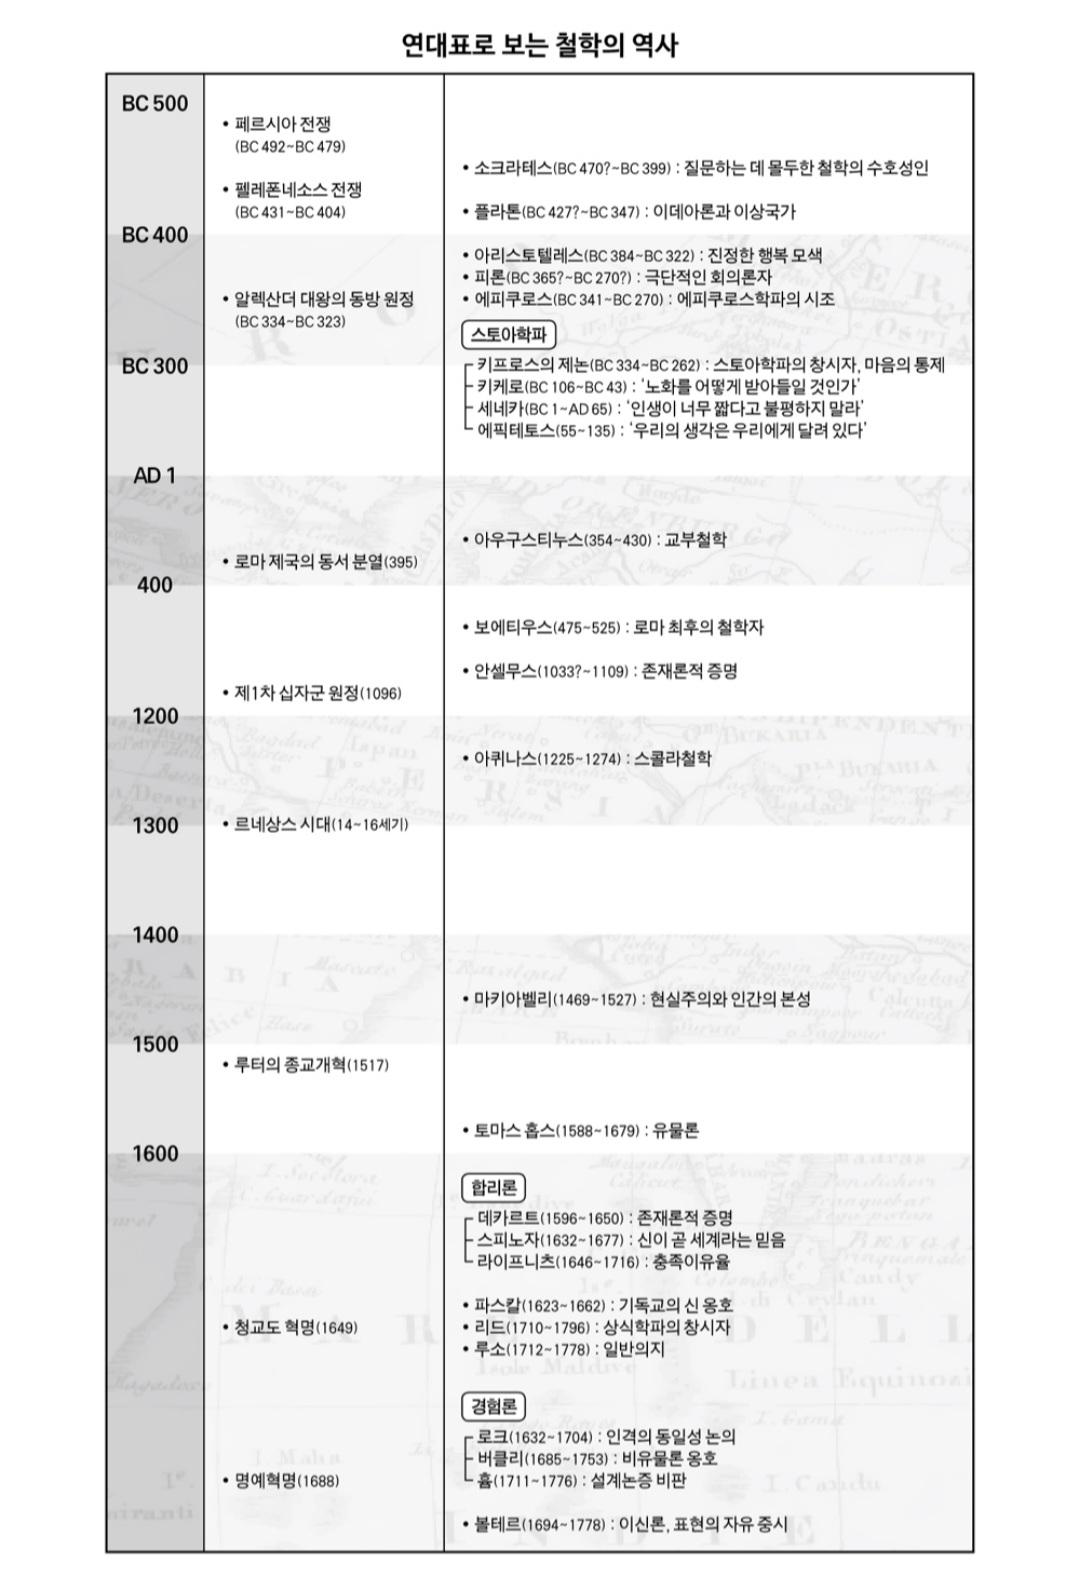 연대표로 보는 철학의 역사
BC 500
• 페르시아 전쟁
(BC 492~BC 479)
• 소크라테스(BC 470?~BC 399) : 질문하는 데 몰두한 철학의 수호성인
• 펠레폰네소스 전쟁
(BC 431~BC 404)
• 플라톤(BC 427?~BC 347) : 이데아론과 이상국가
BC 400
• 아리스토텔레스(BC 384~BC 322) : 진정한 행복 모색
• 피론(BC 365?~BC 270?) : 극단적인 회의론자
• 알렉산더 대왕의 동방 원정
(BC 334~BC 323)
• 에피쿠로스(BC 341~BC 270) : 에피쿠로스학파의 시조
스토아학파
BC 300
키프로스의 제논(BC 334~BC 262) : 스토아학파의 창시자, 마음의 통제
키케로(BC 106~BC 43) : ‘노화를 어떻게 받아들일 것인가’
세네카(BC 1~AD 65) : ‘인생이 너무 짧다고 불평하지 말라’
에픽테토스(55~135) : ‘우리의 생각은 우리에게 달려 있다’
AD 1
• 아우구스티누스(354~430) : 교부철학
• 로마 제국의 동서 분열(395)
400
• 보에티우스(475~525) : 로마 최후의 철학자
• 안셀무스(1033?~1109) : 존재론적 증명
• 제1차 십자군 원정(1096)
1200
• 아퀴나스(1225~1274) : 스콜라철학
1300
• 르네상스 시대(14~16세기)
1400
• 마키아벨리(1469~1527) : 현실주의와 인간의 본성
1500
• 루터의 종교개혁(1517)
• 토마스 홉스(1588~1679) : 유물론
1600
합리론
데카르트(1596~1650) : 존재론적 증명
스피노자(1632~1677) : 신이 곧 세계라는 믿음
라이프니츠(1646~1716) : 충족이유율
• 파스칼(1623~1662) : 기독교의 신 옹호
• 청교도 혁명(1649)
• 리드(1710~1796) : 상식학파의 창시자
• 루소(1712~1778) : 일반의지
경험론
로크(1632~1704) : 인격의 동일성 논의
버클리(1685~1753) : 비유물론 옹호
흄(1711~1776) : 설계논증 비판
• 명예혁명(1688)
• 볼테르(1694~1778) : 이신론, 표현의 자유 중시